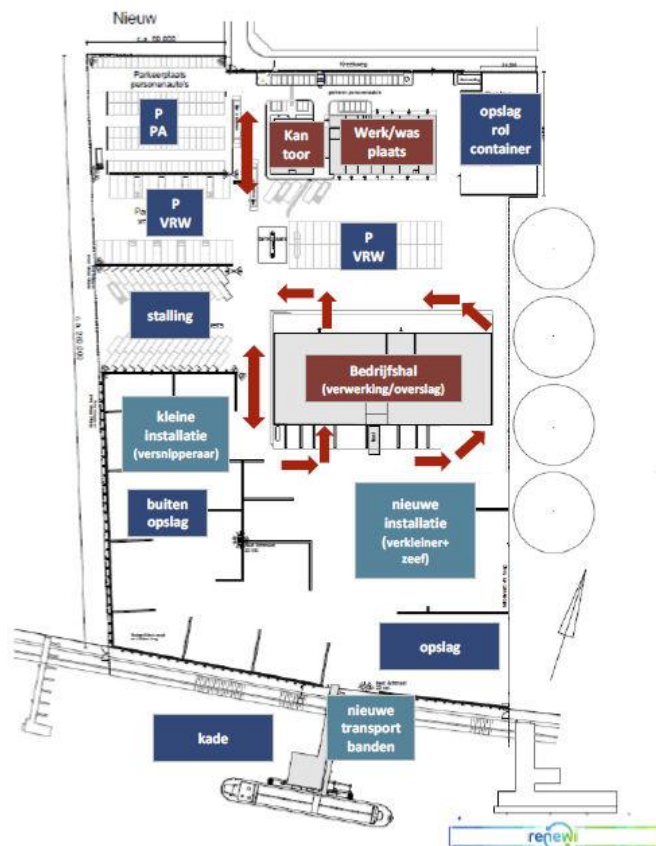 Nieuw
Parkeerplaats
personenauto's
P
PA
Kan
toor
Werk/was
plaats
opslag
rol
container
P
VRW
P
VRW
stalling
Bedrijfshal
(verwerking/overslag)
kleine
installatie
(versnipperaar)
buiten
opslag
nieuwe
installatie
(verkleiner+
zeef)
opslag
kade
nieuwe
transport
banden
renewi